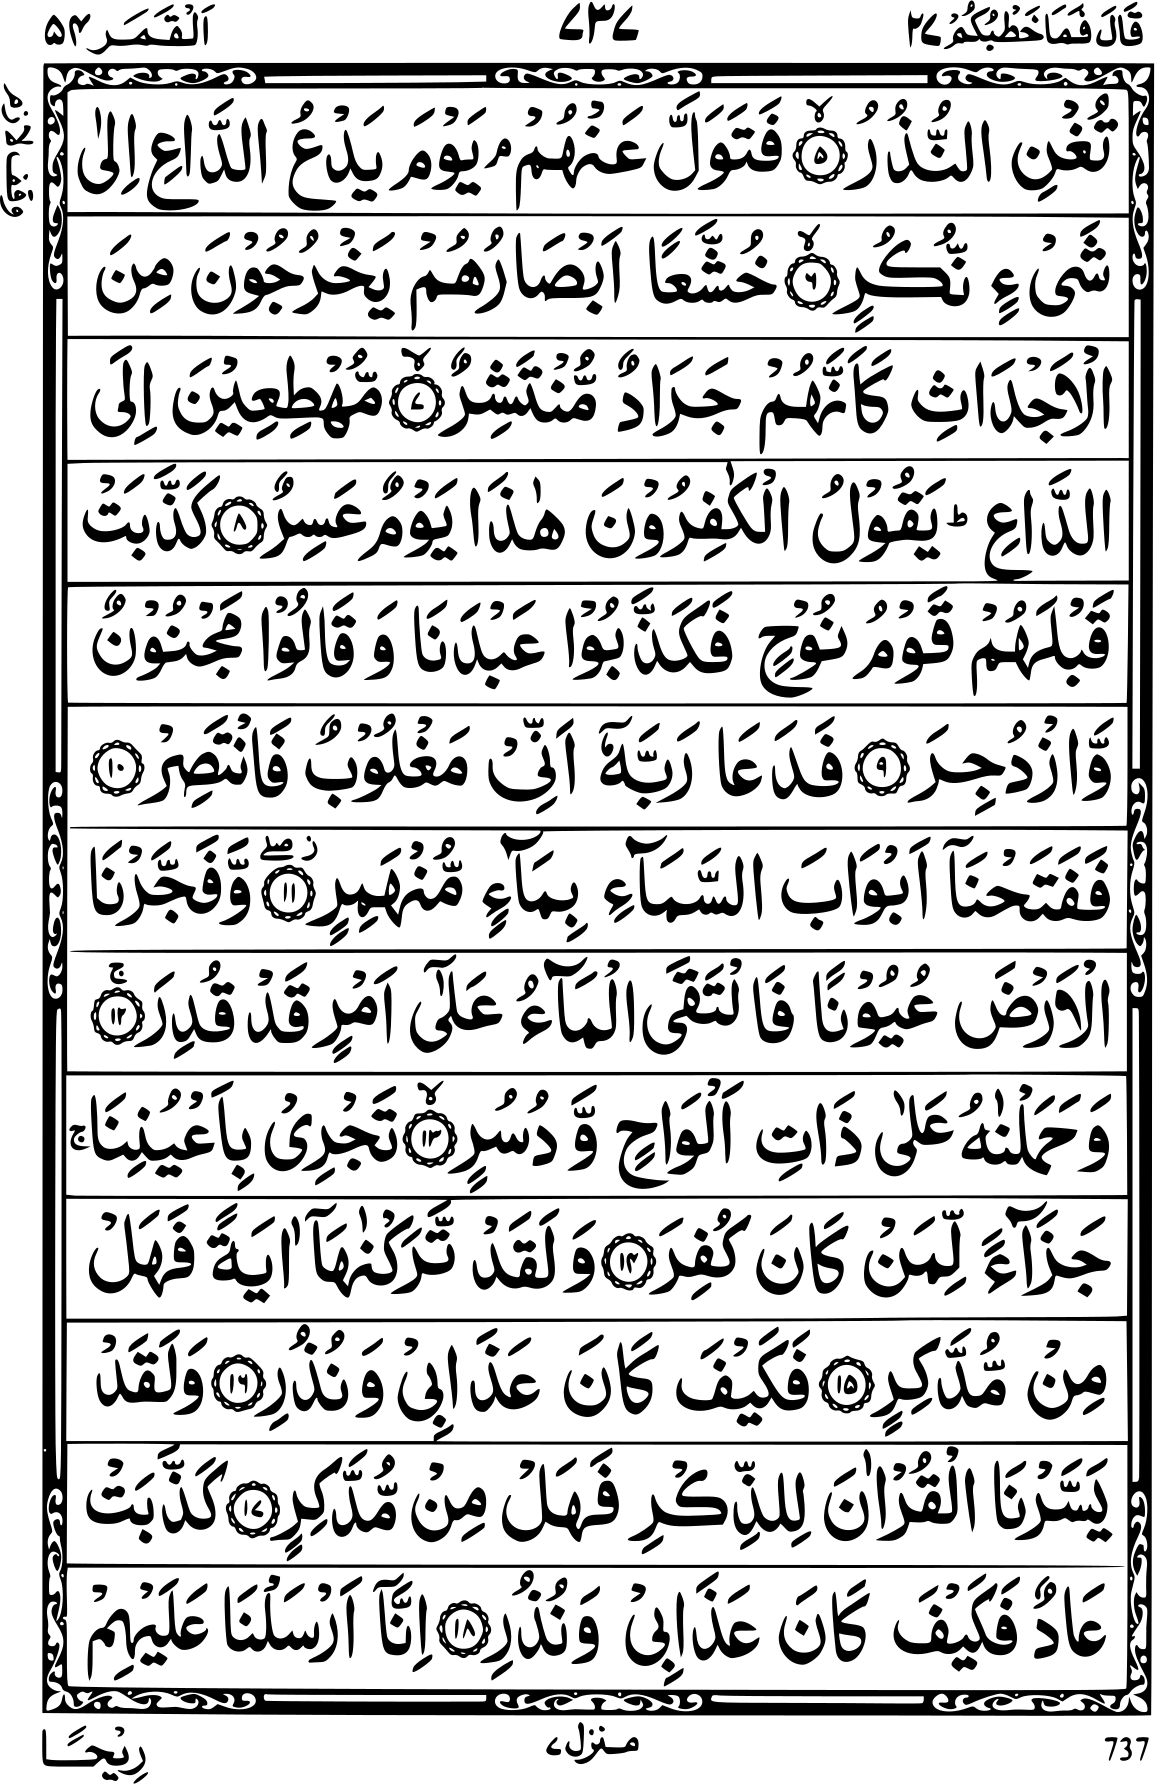 قَالَ فَمَا خَطْبُكُمْ ٢٧ ٧٣٧ اَلْقَمَر ٥٤
وقف لازم
تُغْنِ النُّذُرُ ۙ﴿٥﴾ فَتَوَلَّ عَنْهُمْ ۘ يَوْمَ يَدْعُ الدَّاعِ اِلٰى
شَیْءٍ نُّكُرٍ ۙ﴿٦﴾ خُشَّعًا اَبْصَارُهُمْ يَخْرُجُوْنَ مِنَ
الْاَجْدَاثِ كَاَنَّهُمْ جَرَادٌ مُّنْتَشِرٌ ۙ﴿٧﴾ مُّهْطِعِيْنَ اِلَى
الدَّاعِ ؕ يَقُوْلُ الْكٰفِرُوْنَ هٰذَا يَوْمٌ عَسِرٌ ﴿٨﴾ كَذَّبَتْ
قَبْلَهُمْ قَوْمُ نُوْحٍ فَكَذَّبُوْا عَبْدَنَا وَ قَالُوْا مَجْنُوْنٌ
وَّازْدُجِرَ ﴿٩﴾ فَدَعَا رَبَّهٗۤ اَنِّیْ مَغْلُوْبٌ فَانْتَصِرْ ﴿١٠﴾
فَفَتَحْنَاۤ اَبْوَابَ السَّمَآءِ بِمَآءٍ مُّنْهَمِرٍ ۖز﴿١١﴾ وَّفَجَّرْنَا
الْاَرْضَ عُيُوْنًا فَالْتَقَى الْمَآءُ عَلٰۤى اَمْرٍ قَدْ قُدِرَ ۚ﴿١٢﴾
وَحَمَلْنٰهُ عَلٰى ذَاتِ اَلْوَاحٍ وَّ دُسُرٍ ۙ﴿١٣﴾ تَجْرِیْ بِاَعْيُنِنَا ۚ
جَزَآءً لِّمَنْ كَانَ كُفِرَ ﴿١٤﴾ وَ لَقَدْ تَّرَكْنٰهَاۤ اٰيَةً فَهَلْ
مِنْ مُّدَّكِرٍ ﴿١٥﴾ فَكَيْفَ كَانَ عَذَابِیْ وَ نُذُرِ ﴿١٦﴾ وَلَقَدْ
يَسَّرْنَا الْقُرْاٰنَ لِلذِّكْرِ فَهَلْ مِنْ مُّدَّكِرٍ ﴿١٧﴾ كَذَّبَتْ
عَادٌ فَكَيْفَ كَانَ عَذَابِیْ وَ نُذُرِ ﴿١٨﴾ اِنَّاۤ اَرْسَلْنَا عَلَيْهِمْ
737 منزل ٧ رِيْحًا